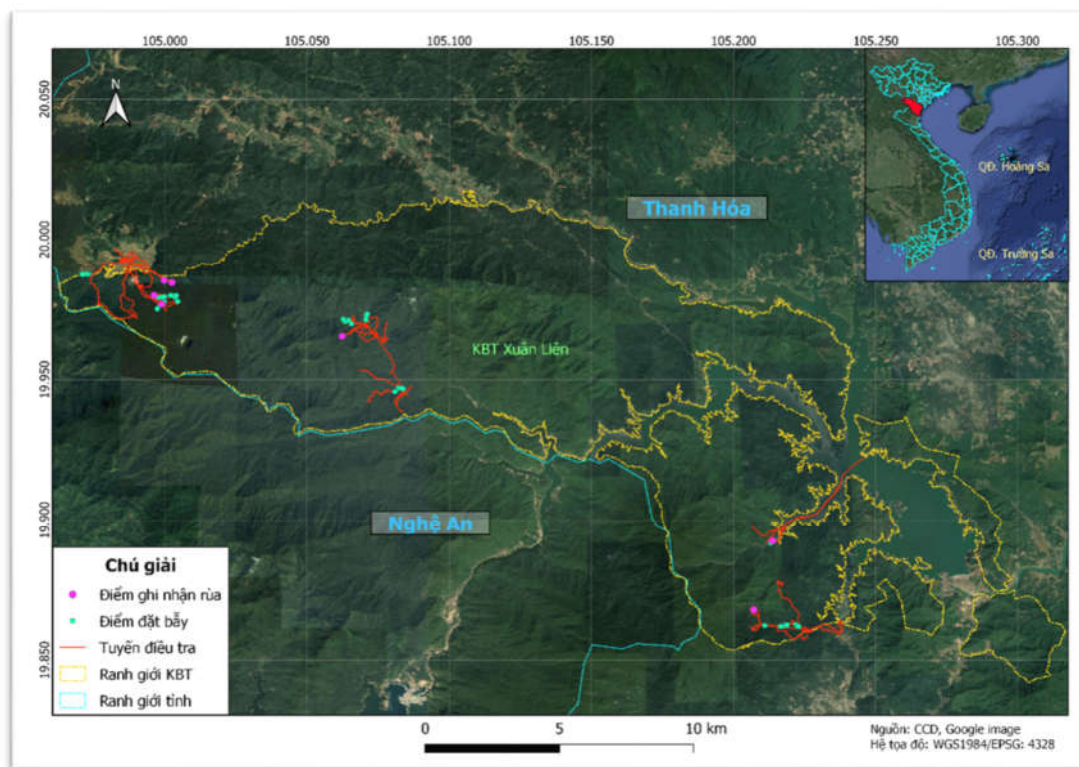 105.000 105.050 105.100 105.150 105.200 105.250 105.300
20.050
20.000
19.950
19.900
19.850
N
QĐ. Hoàng Sa
QĐ. Trường Sa
Thanh Hóa
KBT Xuân Liên
Nghệ An
Chú giải
Điểm ghi nhận rùa
Điểm đặt bẫy
Tuyến điều tra
Ranh giới KBT
Ranh giới tỉnh
0 5 10 km
Nguồn: CCD, Google image
Hệ tọa độ: WGS1984/EPSG: 4328